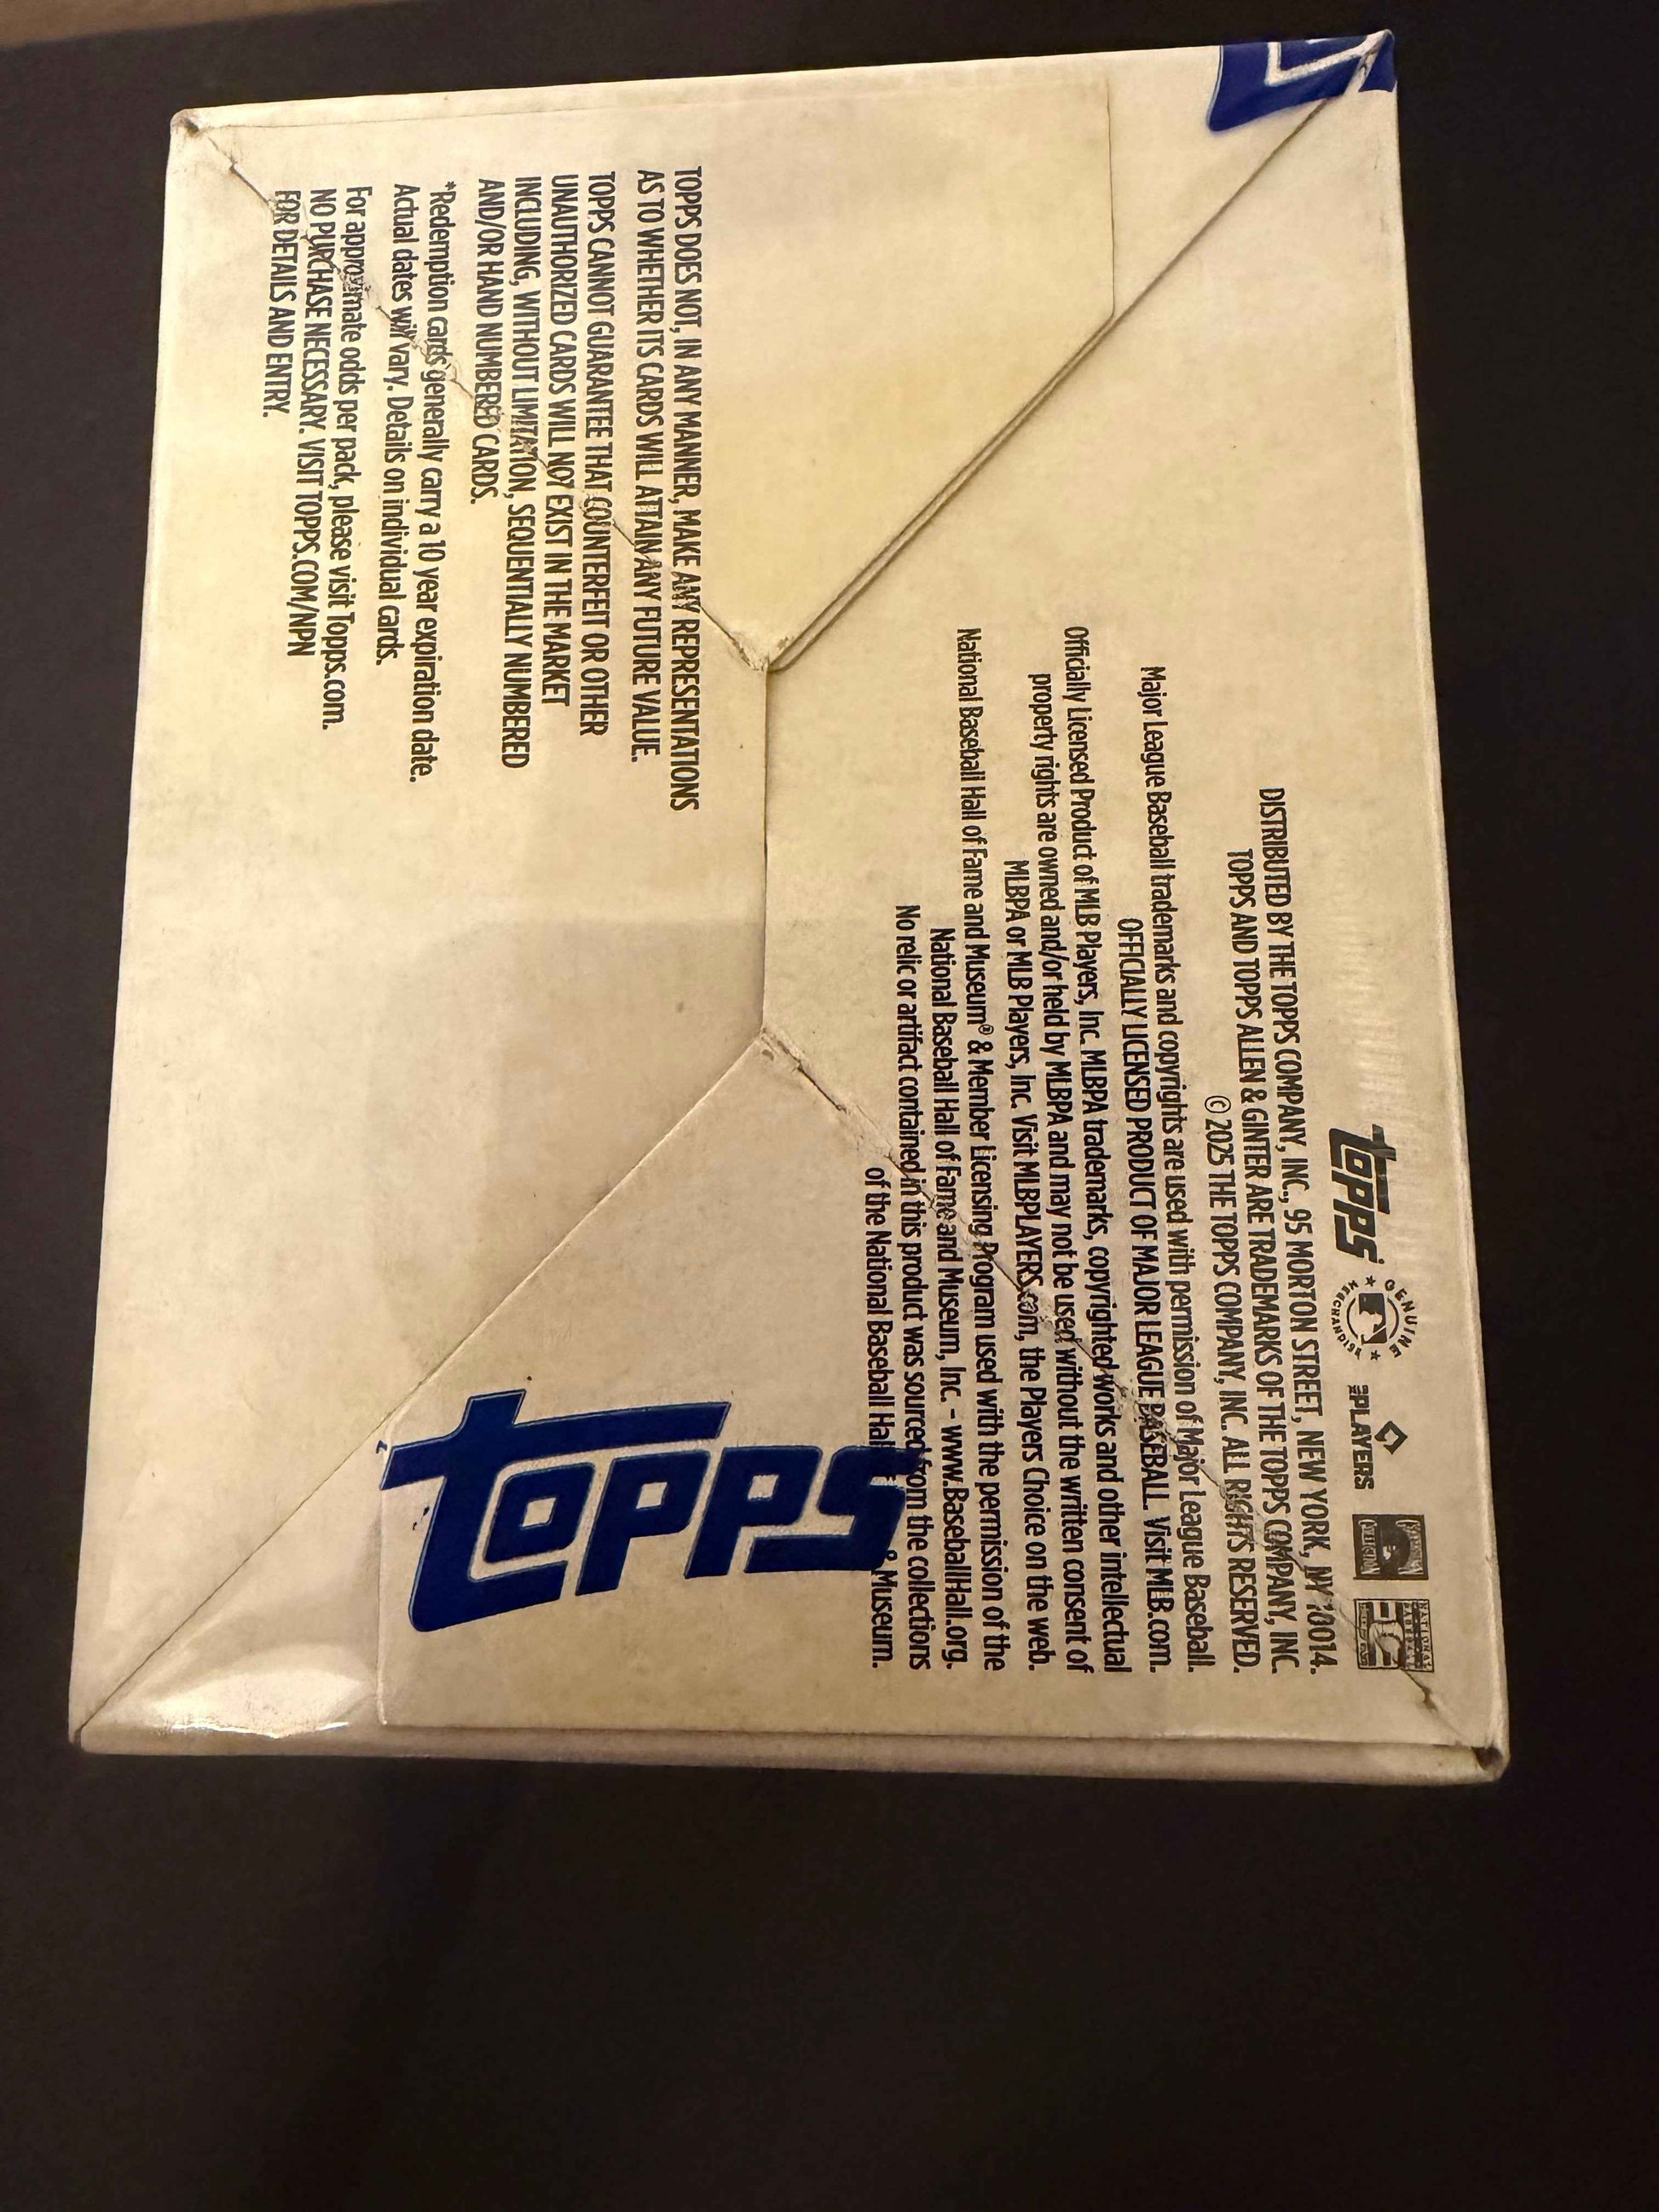 topps
GENUINE MERCHANDISE
THE PLAYERS
DISTRIBUTED BY THE TOPPS COMPANY, INC., 95 MORTON STREET, NEW YORK, NY 10014.
TOPPS AND TOPPS ALLEN & GINTER ARE TRADEMARKS OF THE TOPPS COMPANY, INC.
© 2025 THE TOPPS COMPANY, INC. ALL RIGHTS RESERVED.
Major League Baseball trademarks and copyrights are used with permission of Major League Baseball.
OFFICIALLY LICENSED PRODUCT OF MAJOR LEAGUE BASEBALL. Visit MLB.com.
Officially Licensed Product of MLB Players, Inc. MLBPA trademarks, copyrighted works and other intellectual
property rights are owned and/or held by MLBPA and may not be used without the written consent of
MLBPA or MLB Players, Inc. Visit MLBPLAYERS.com, the Players Choice on the web.
National Baseball Hall of Fame and Museum® & Member Licensing Program used with the permission of the
National Baseball Hall of Fame and Museum, Inc. - www.BaseballHall.org.
No relic or artifact contained in this product was sourced from the collections
of the National Baseball Hall & Museum.
topps
TOPPS DOES NOT, IN ANY MANNER, MAKE ANY REPRESENTATIONS
AS TO WHETHER ITS CARDS WILL ATTAIN ANY FUTURE VALUE.
TOPPS CANNOT GUARANTEE THAT COUNTERFEIT OR OTHER
UNAUTHORIZED CARDS WILL NOT EXIST IN THE MARKET
INCLUDING, WITHOUT LIMITATION, SEQUENTIALLY NUMBERED
AND/OR HAND NUMBERED CARDS.
*Redemption cards generally carry a 10 year expiration date.
Actual dates will vary. Details on individual cards.
For approximate odds per pack, please visit Topps.com.
NO PURCHASE NECESSARY. VISIT TOPPS.COM/NPN
FOR DETAILS AND ENTRY.